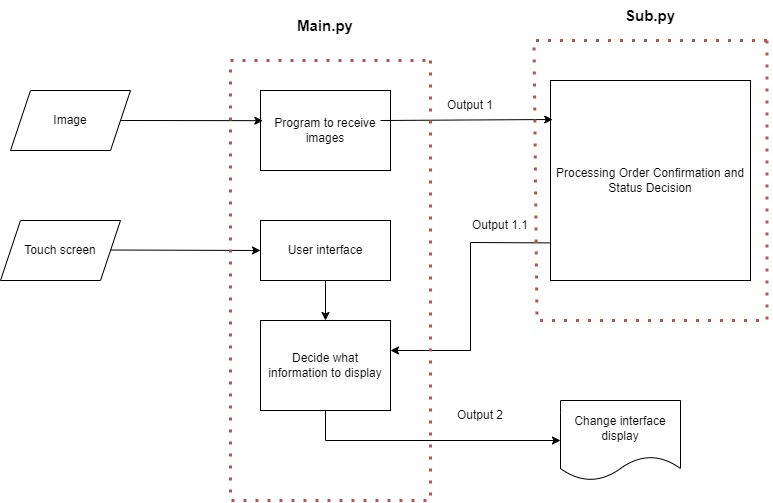 Main.py
Sub.py
Image
Program to receive
images
Output 1
Processing Order Confirmation and
Status Decision
Touch screen
User interface
Output 1.1
Decide what
information to display
Output 2
Change interface
display